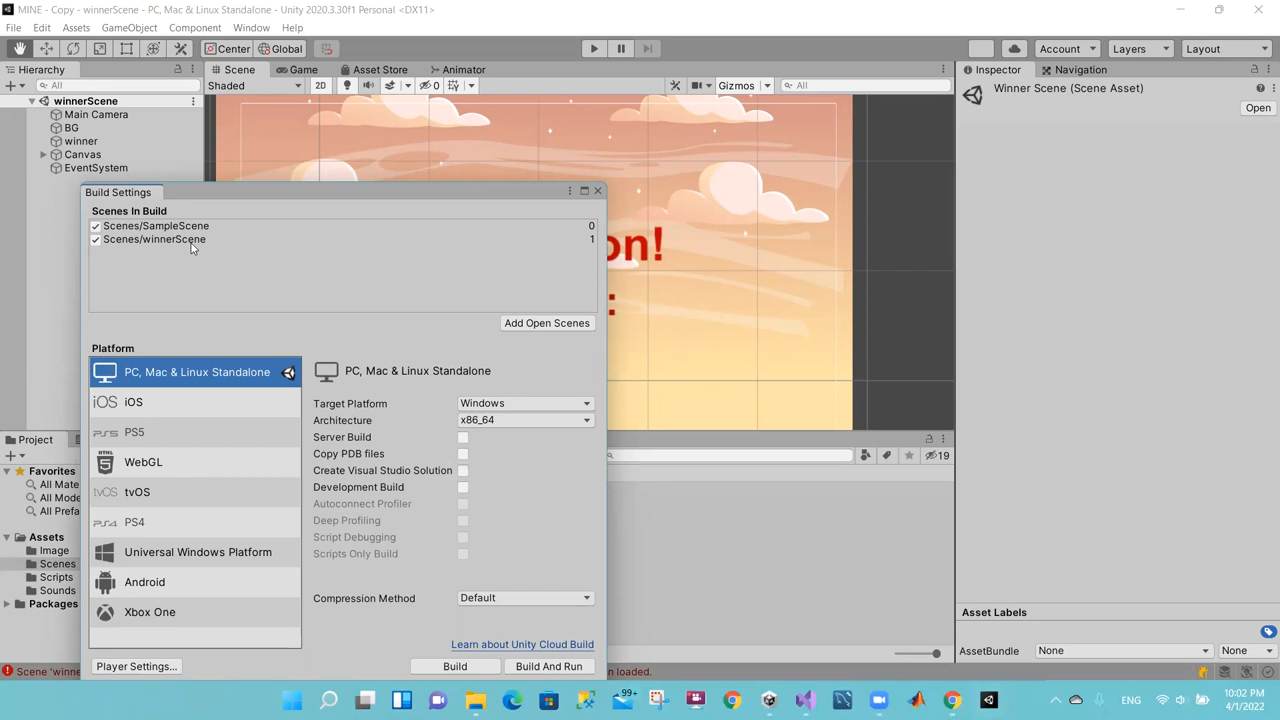 MINE - Copy - winnerScene - PC, Mac & Linux Standalone - Unity 2020.3.30f1 Personal <DX11>
File Edit Assets GameObject Component Window Help
Center Global Account Layers Layout
Hierarchy Scene Game Asset Store Animator Inspector Navigation
All Shaded 2D 0 Gizmos All
Winner Scene (Scene Asset)
Open
winnerScene
Main Camera
BG
winner
Canvas
EventSystem
Build Settings
Scenes In Build
Scenes/SampleScene 0
Scenes/winnerScene 1
on!
:
Add Open Scenes
Platform
PC, Mac & Linux Standalone
iOS iOS
PS5 PS5
HTML 5 WebGL
tvOS tvOS
PS4 PS4
Universal Windows Platform
Android
Xbox One
PC, Mac & Linux Standalone
Target Platform Windows
Architecture x86_64
Server Build
Copy PDB files
Create Visual Studio Solution
Development Build
Autoconnect Profiler
Deep Profiling
Script Debugging
Scripts Only Build
Compression Method Default
Learn about Unity Cloud Build
Player Settings... Build Build And Run
Project
19
Favorites
All Mate
All Mode
All Prefa
Assets
Image
Scenes
Scripts
Sounds
Packages
Asset Labels
AssetBundle None None
Scene 'winne
n loaded.
99+
ENG
10:02 PM
4/1/2022